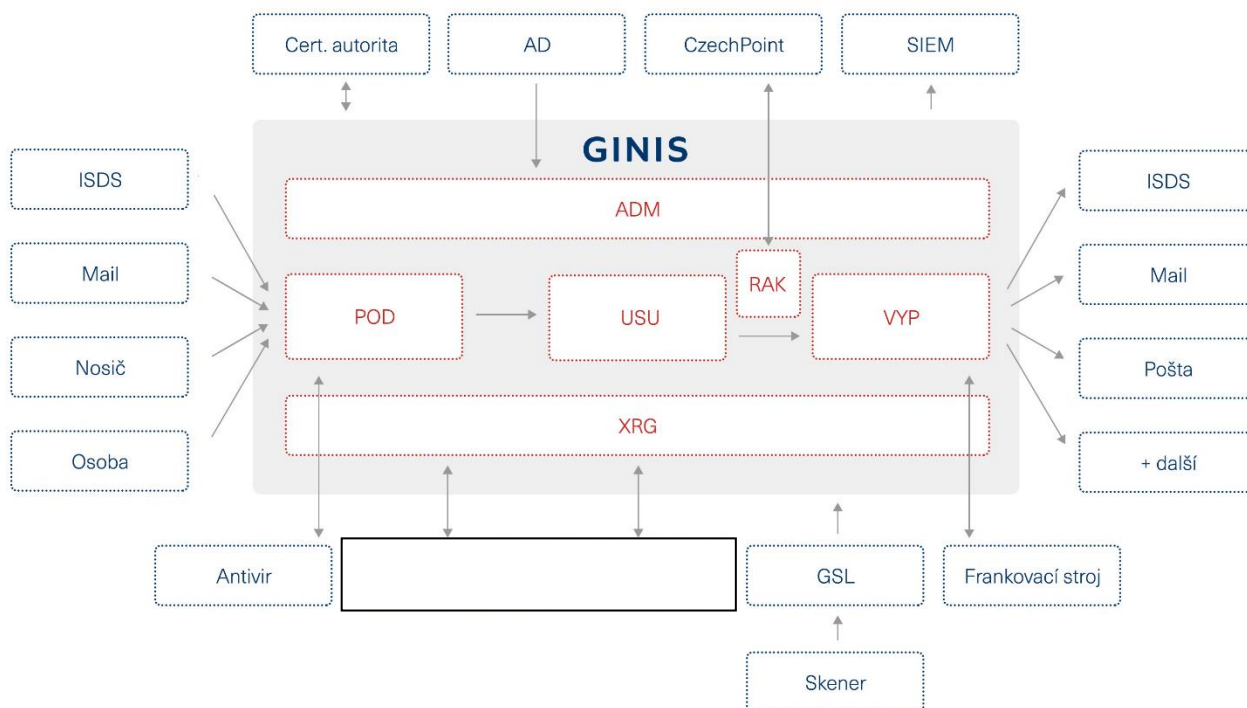 Cert. autorita
AD
CzechPoint
SIEM
GINIS
ISDS
ISDS
ADM
Mail
Mail
RAK
POD
USU
VYP
Nosič
Pošta
XRG
Osoba
+ další
Antivir
GSL
Frankovací stroj
Skener